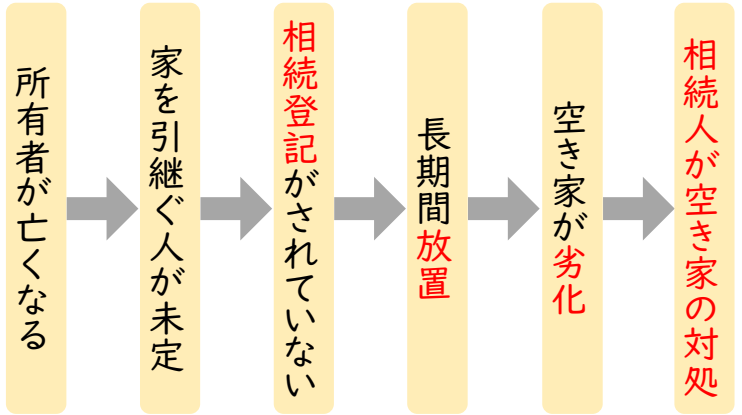 所有者が亡くなる
家を引継ぐ人が未定
相続登記がされていない
長期間放置
空き家が劣化
相続人が空き家の対処